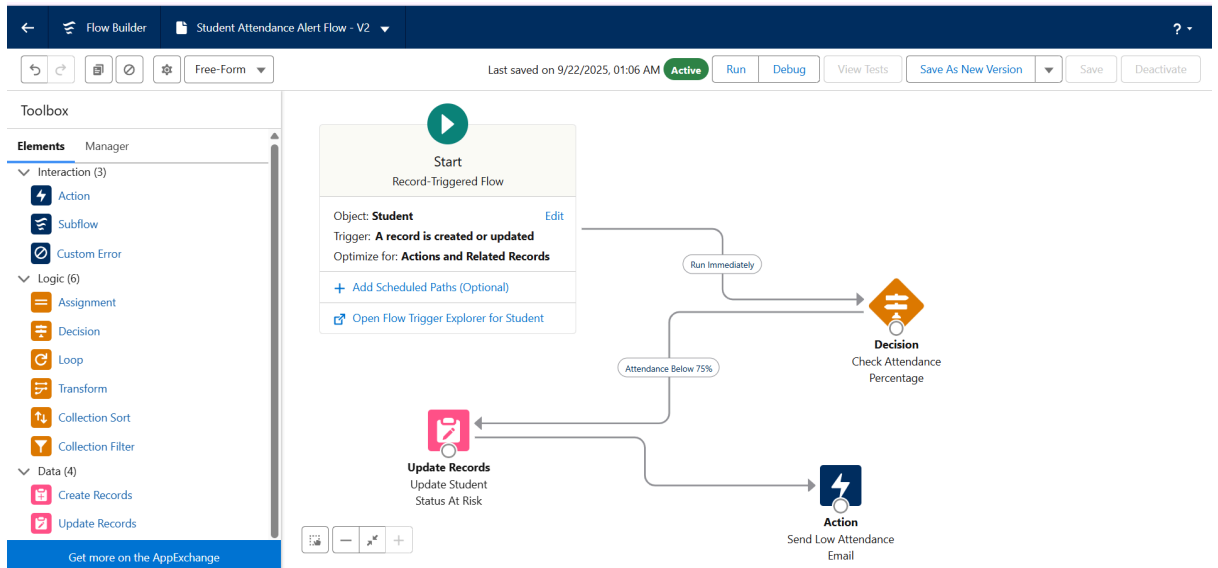 Flow Builder
Student Attendance Alert Flow - V2
?
Free-Form
Last saved on 9/22/2025, 01:06 AM
Active
Run
Debug
View Tests
Save As New Version
Save
Deactivate
Toolbox
Elements
Manager
Interaction (3)
Action
Subflow
Custom Error
Logic (6)
Assignment
Decision
Loop
Transform
Collection Sort
Collection Filter
Data (4)
Create Records
Update Records
Get more on the AppExchange
Start
Record-Triggered Flow
Object: Student
Edit
Trigger: A record is created or updated
Optimize for: Actions and Related Records
+ Add Scheduled Paths (Optional)
Open Flow Trigger Explorer for Student
Run Immediately
Decision
Check Attendance
Percentage
Attendance Below 75%
Update Records
Update Student
Status At Risk
Action
Send Low Attendance
Email